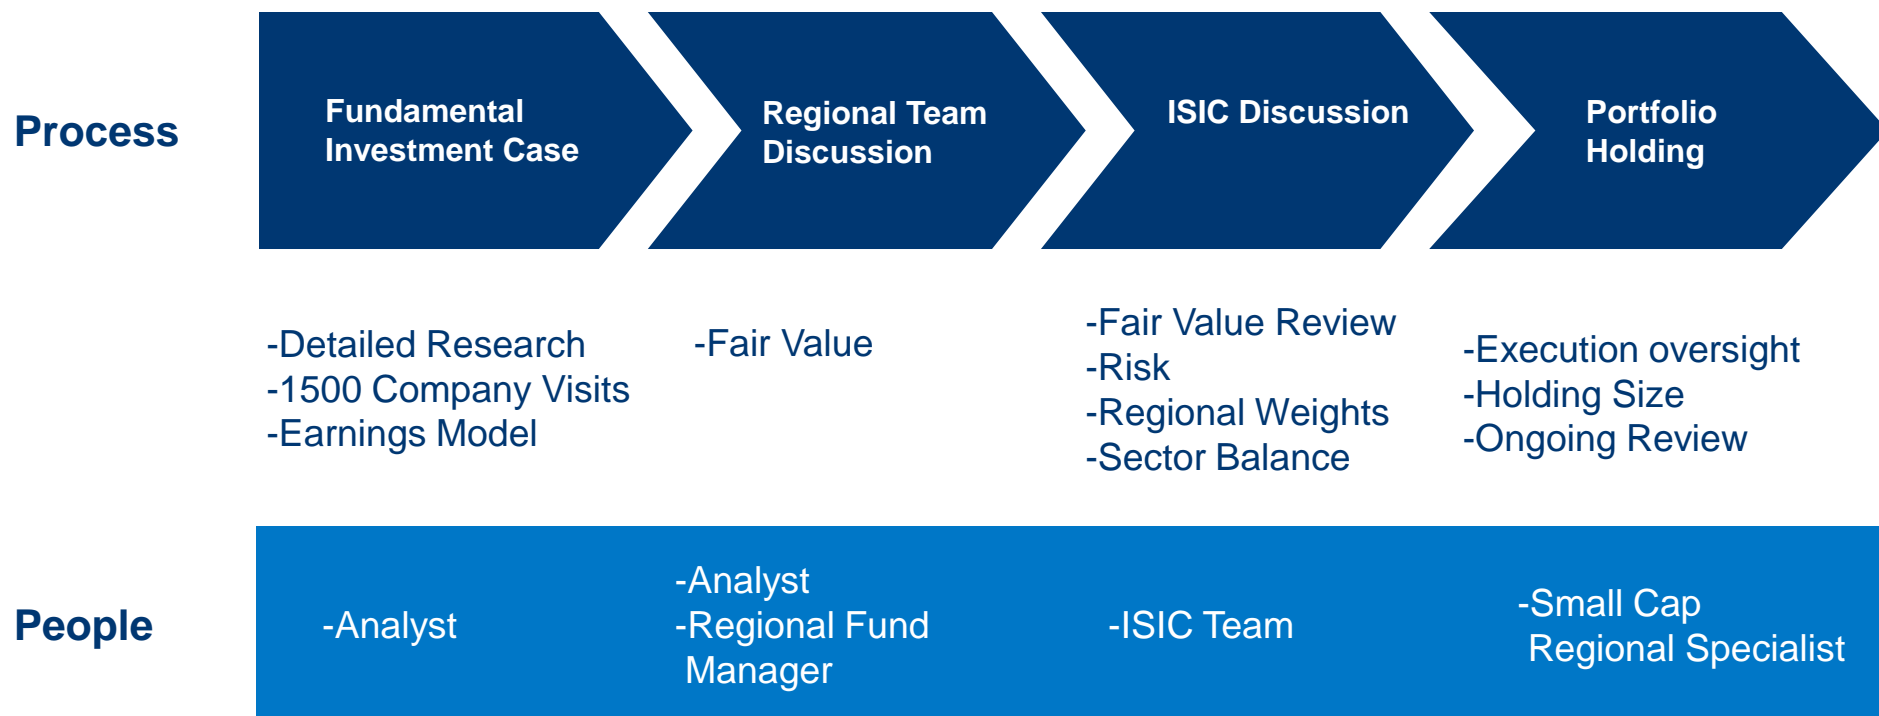 Process
Fundamental
Investment Case
Regional Team
Discussion
ISIC Discussion
Portfolio
Holding
-Detailed Research
-1500 Company Visits
-Earnings Model
-Fair Value
-Fair Value Review
-Risk
-Regional Weights
-Sector Balance
-Execution oversight
-Holding Size
-Ongoing Review
People
-Analyst
-Analyst
-Regional Fund
Manager
-ISIC Team
-Small Cap
Regional Specialist